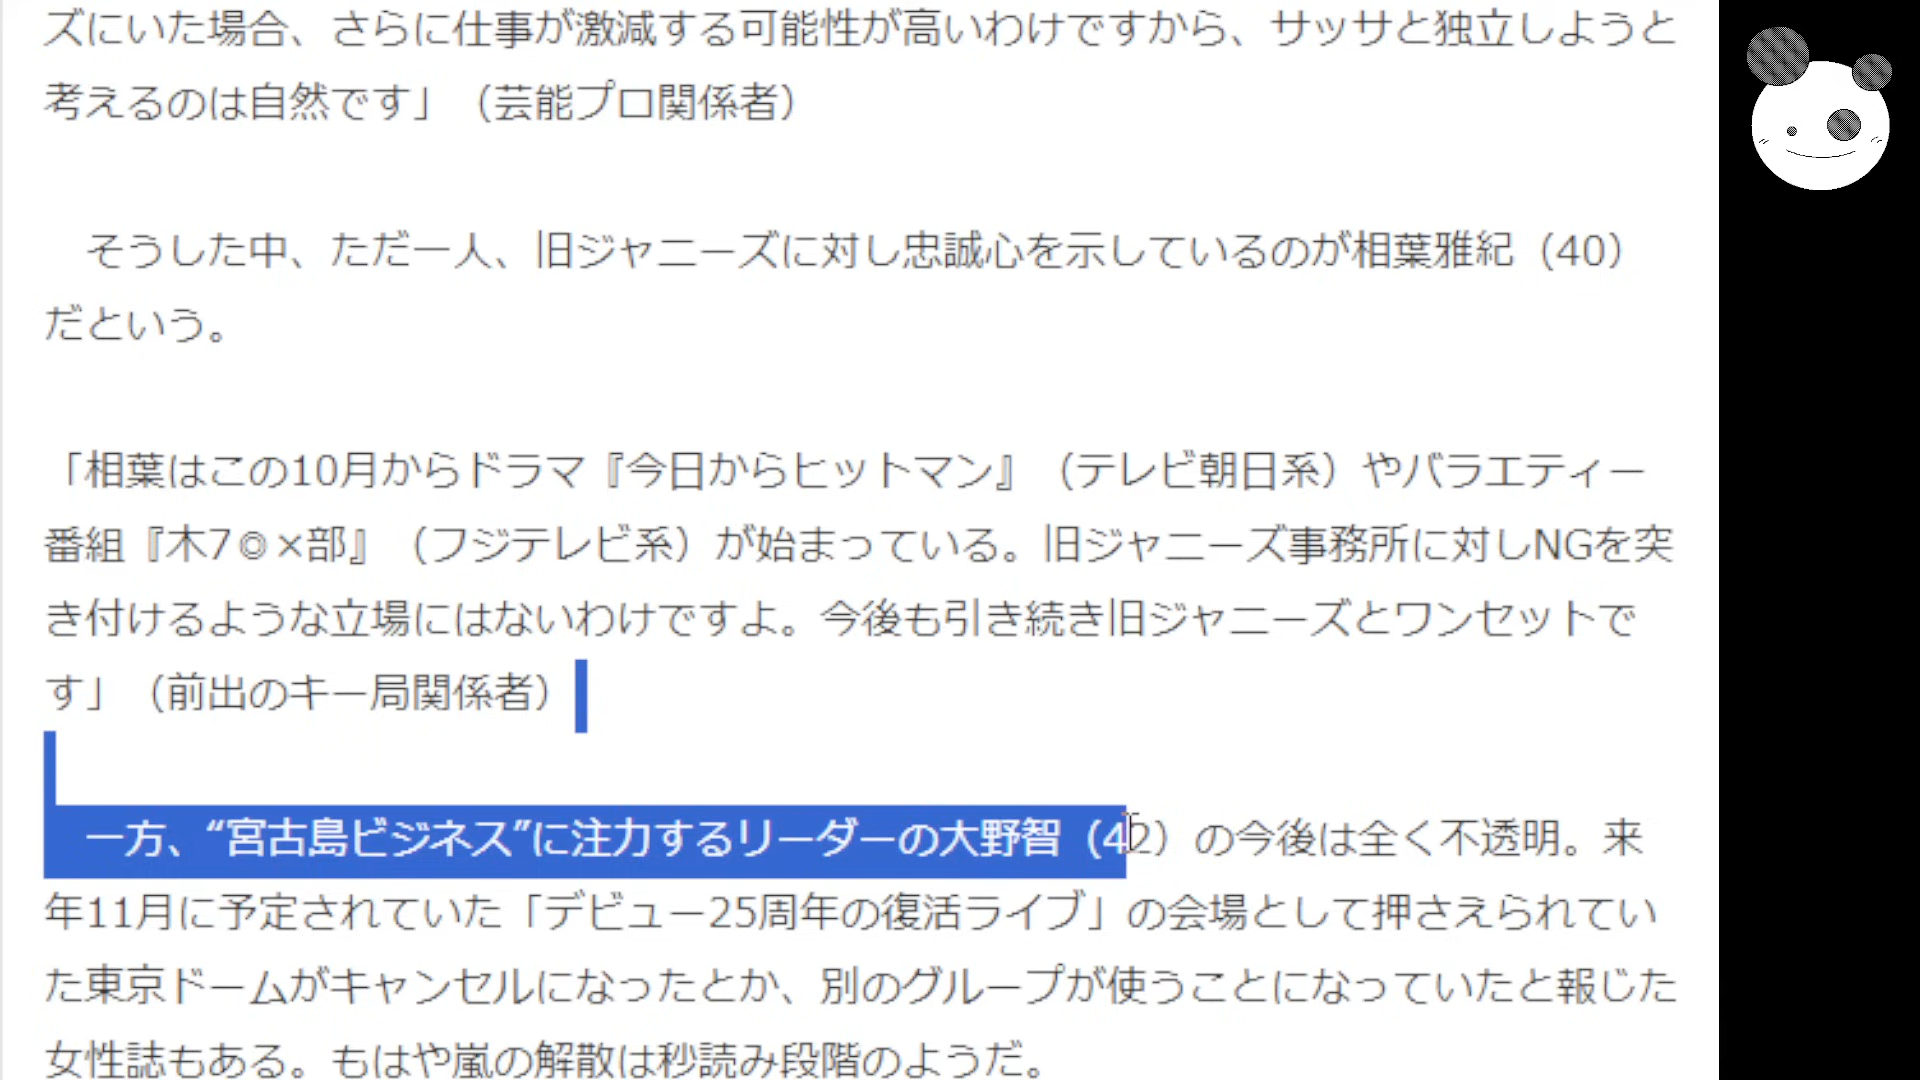 ズにいた場合、さらに仕事が激減する可能性が高いわけですから、サッサと独立しようと
考えるのは自然です」（芸能プロ関係者）
そうした中、ただ一人、旧ジャニーズに対し忠誠心を示しているのが相葉雅紀（40）
だという。
「相葉はこの10月からドラマ『今日からヒットマン』（テレビ朝日系）やバラエティー
番組『木7◎×部』（フジテレビ系）が始まっている。旧ジャニーズ事務所に対しNGを突
き付けるような立場にはないわけですよ。今後も引き続き旧ジャニーズとワンセットで
す」（前出のキー局関係者）
一方、“宮古島ビジネス”に注力するリーダーの大野智（42）の今後は全く不透明。来
年11月に予定されていた「デビュー25周年の復活ライブ」の会場として押さえられてい
た東京ドームがキャンセルになったとか、別のグループが使うことになっていたと報じた
女性誌もある。もはや嵐の解散は秒読み段階のようだ。